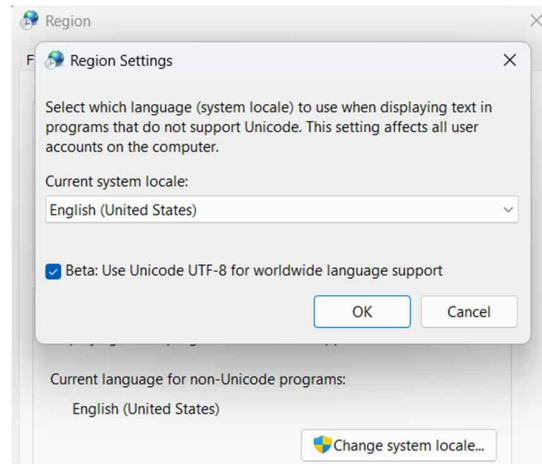 Region
F
Region Settings
Select which language (system locale) to use when displaying text in
programs that do not support Unicode. This setting affects all user
accounts on the computer.
Current system locale:
English (United States)
Beta: Use Unicode UTF-8 for worldwide language support
OK Cancel
Current language for non-Unicode programs:
English (United States)
Change system locale...